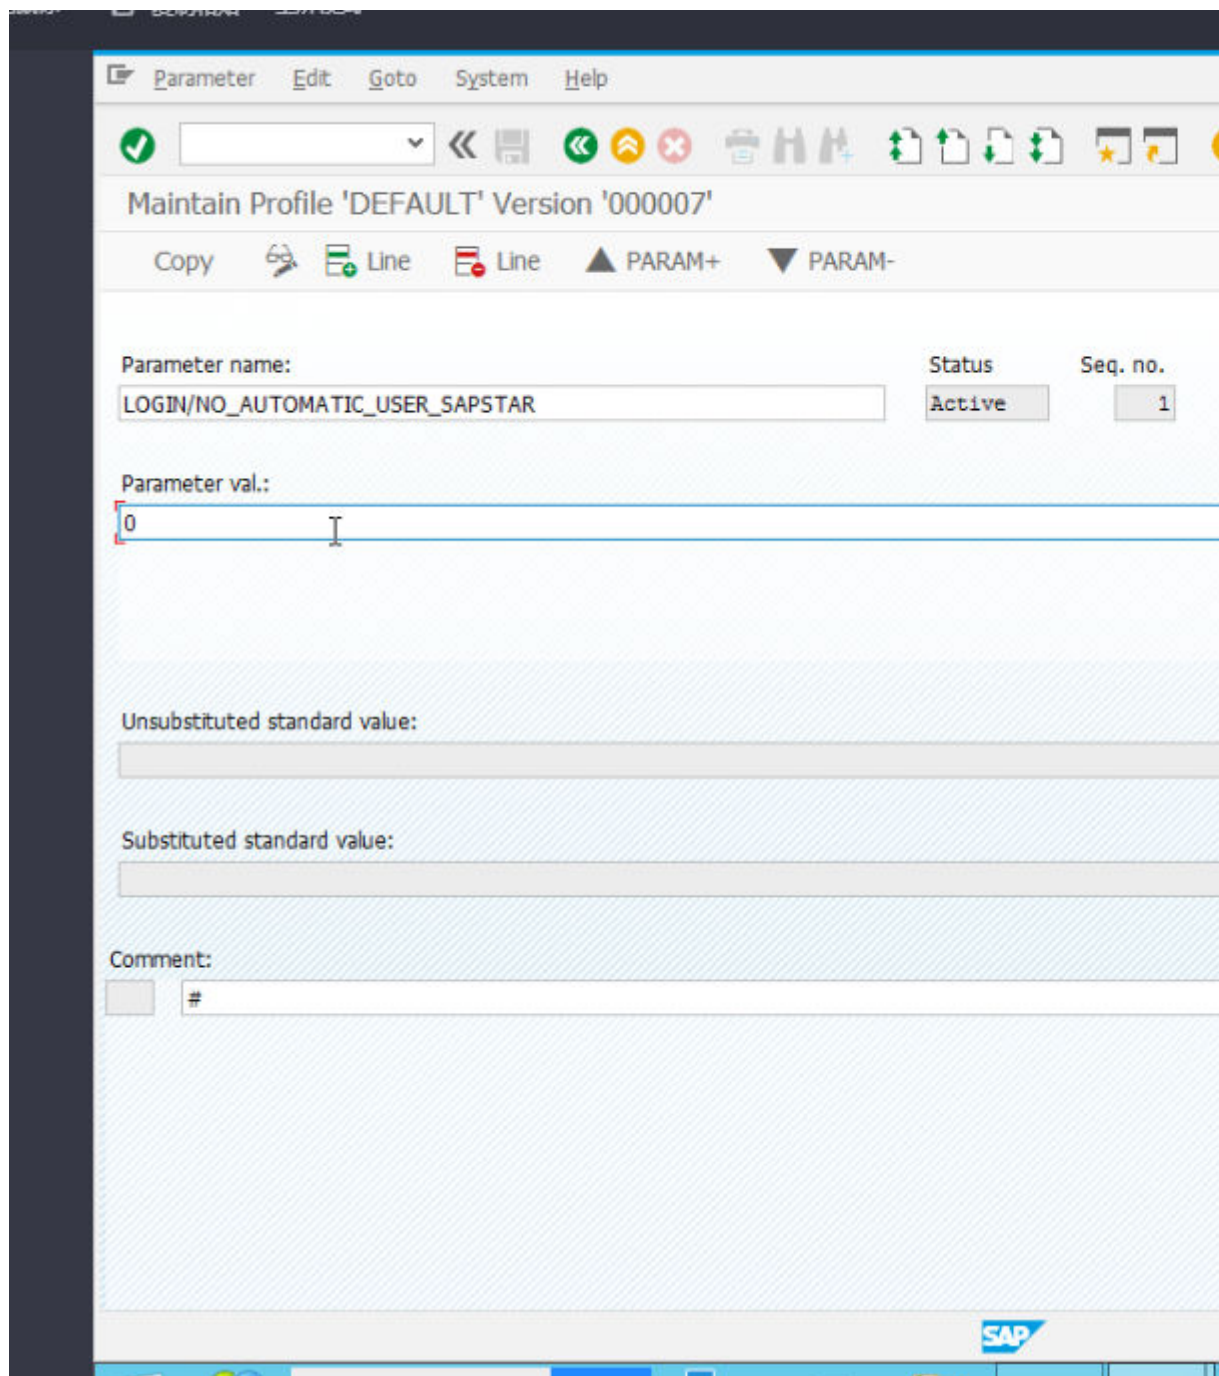 Parameter Edit Goto System Help
Maintain Profile 'DEFAULT' Version '000007'
Copy Line Line PARAM+ PARAM-
Parameter name: Status Seq. no.
LOGIN/NO_AUTOMATIC_USER_SAPSTAR Active 1
Parameter val.:
0
Unsubstituted standard value:
Substituted standard value:
Comment:
#
SAP